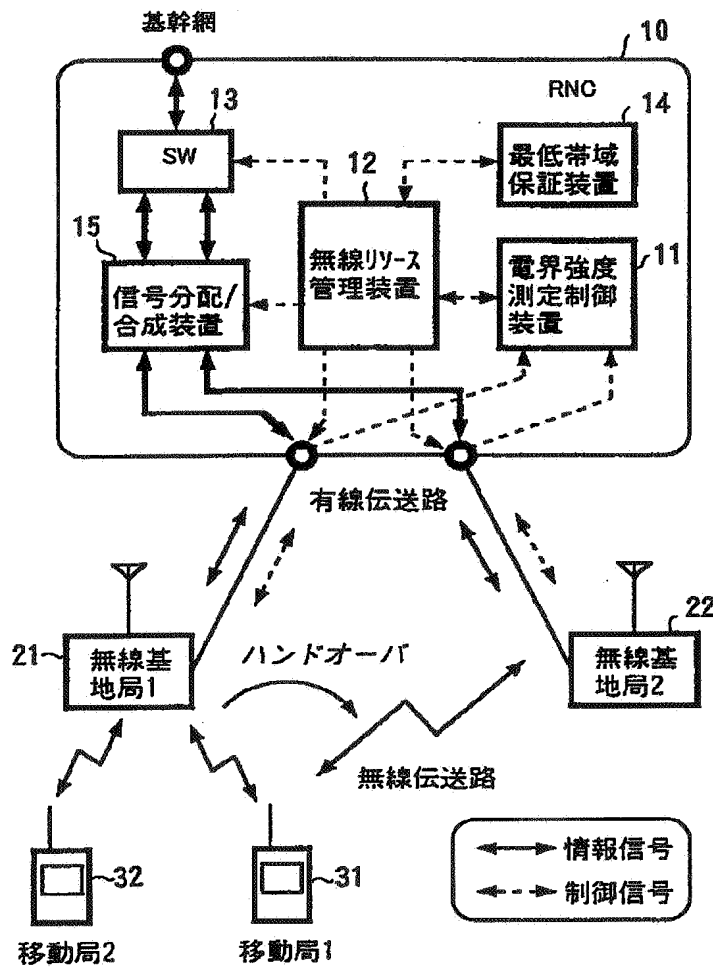 基幹網
10
RNC
13
SW
14
最低帯域
保証装置
12
無線リソース
管理装置
15
信号分配/
合成装置
11
電界強度
測定制御
装置
有線伝送路
21
無線基
地局1
ハンドオーバ
22
無線基
地局2
無線伝送路
32
移動局2
31
移動局1
情報信号
制御信号